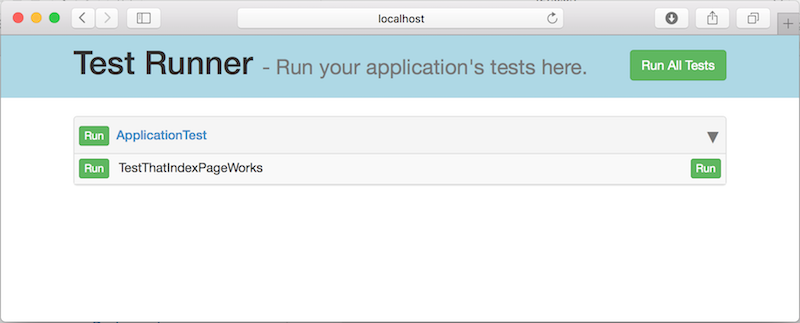 localhost
Test Runner - Run your application's tests here. Run All Tests
Run ApplicationTest ▼
Run TestThatIndexPageWorks Run